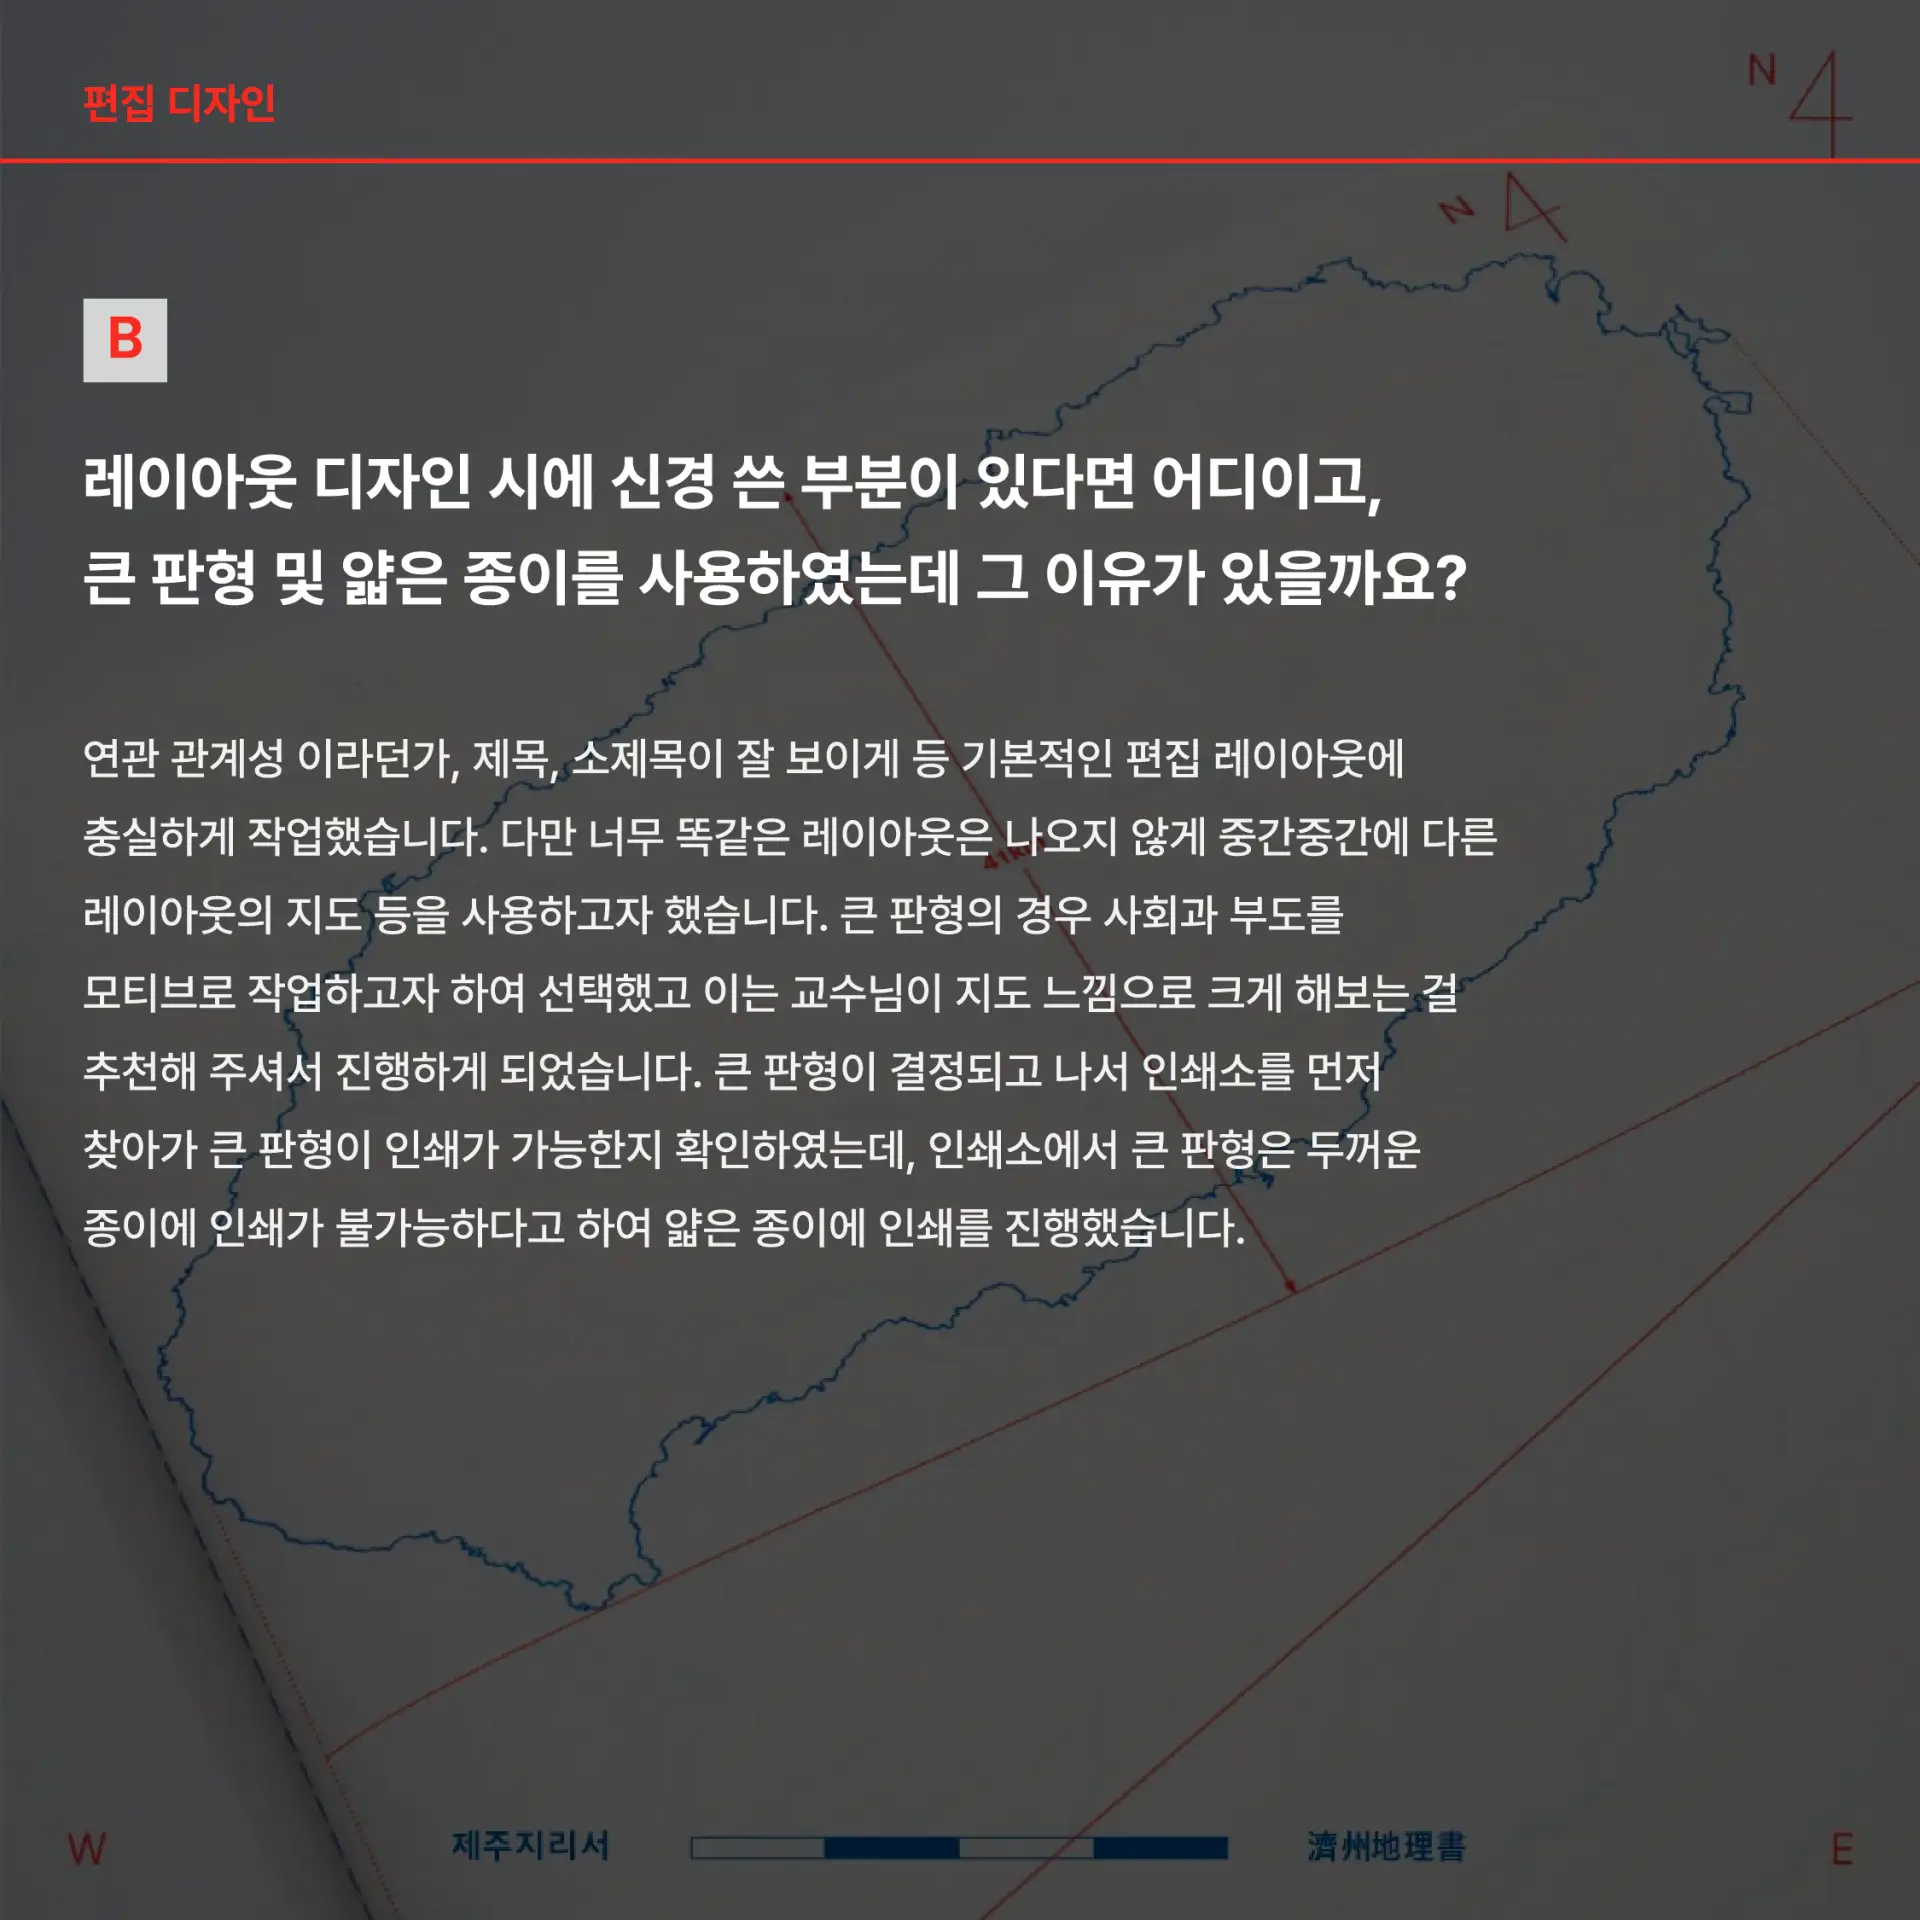 편집 디자인
N
N
B
레이아웃 디자인 시에 신경 쓴 부분이 있다면 어디이고,
큰 판형 및 얇은 종이를 사용하였는데 그 이유가 있을까요?
연관 관계성 이라던가, 제목, 소제목이 잘 보이게 등 기본적인 편집 레이아웃에
충실하게 작업했습니다. 다만 너무 똑같은 레이아웃은 나오지 않게 중간중간에 다른
41km
레이아웃의 지도 등을 사용하고자 했습니다. 큰 판형의 경우 사회과 부도를
모티브로 작업하고자 하여 선택했고 이는 교수님이 지도 느낌으로 크게 해보는 걸
추천해 주셔서 진행하게 되었습니다. 큰 판형이 결정되고 나서 인쇄소를 먼저
찾아가 큰 판형이 인쇄가 가능한지 확인하였는데, 인쇄소에서 큰 판형은 두꺼운
종이에 인쇄가 불가능하다고 하여 얇은 종이에 인쇄를 진행했습니다.
W 제주지리서 濟州地理書 E